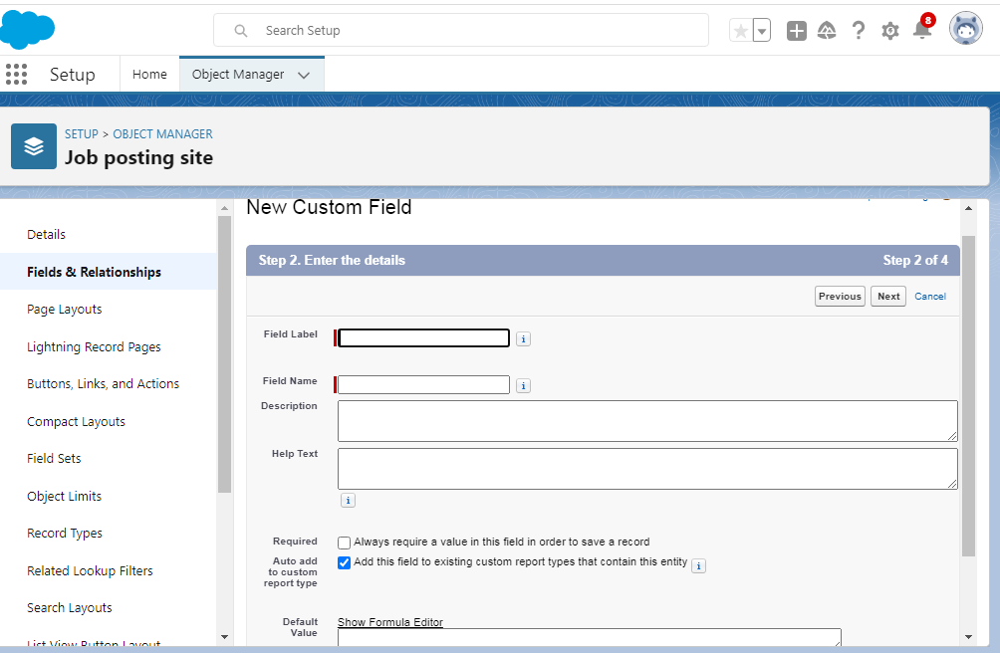 Search Setup
8
Setup
Home
Object Manager
SETUP > OBJECT MANAGER
Job posting site
Details
Fields & Relationships
Page Layouts
Lightning Record Pages
Buttons, Links, and Actions
Compact Layouts
Field Sets
Object Limits
Record Types
Related Lookup Filters
Search Layouts
List View Button Layout
New Custom Field
Step 2. Enter the details
Step 2 of 4
Previous
Next
Cancel
Field Label
i
Field Name
i
Description
Help Text
i
Required
Always require a value in this field in order to save a record
Auto add
to custom
report type
Add this field to existing custom report types that contain this entity
i
Default
Value
Show Formula Editor